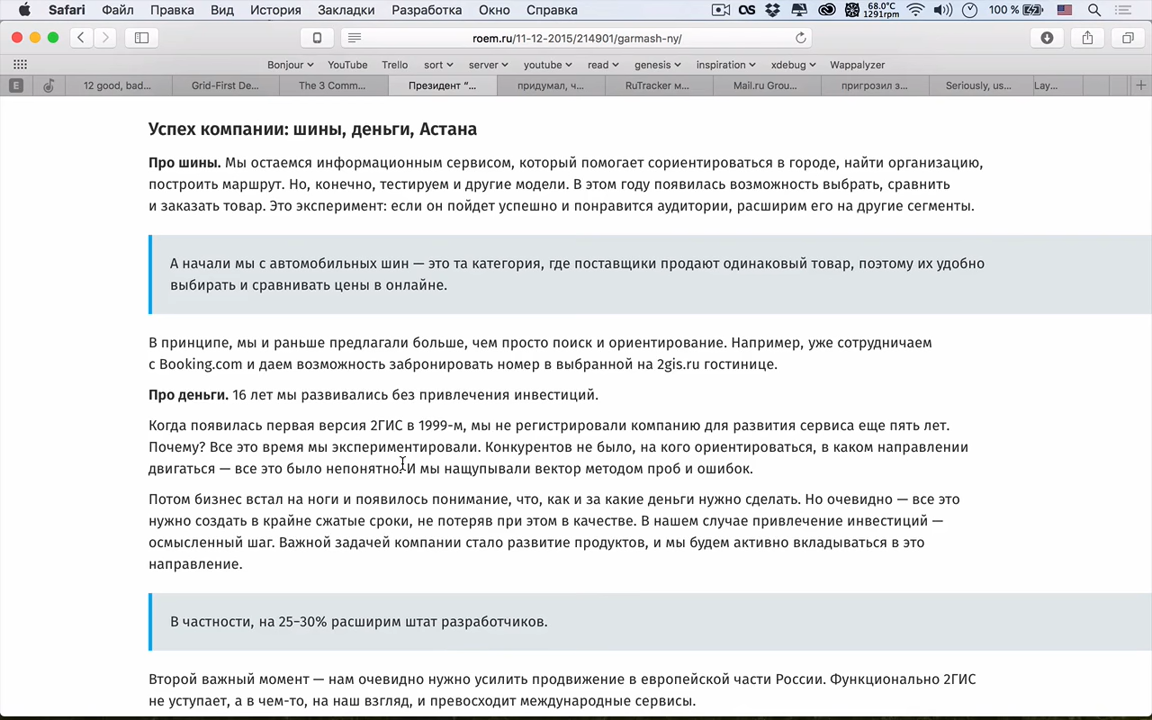 Safari Файл Правка Вид История Закладки Разработка Окно Справка 68.0°C 1291rpm 100 %
roem.ru/11-12-2015/214901/garmash-ny/
Bonjour YouTube Trello sort server youtube read genesis inspiration xdebug Wappalyzer
E 12 good, bad... Grid-First De... The 3 Comm... Президент “... придумал, ч... RuTracker м... Mail.ru Grou... пригрозил з... Seriously, us... Lay...
Успех компании: шины, деньги, Астана
Про шины. Мы остаемся информационным сервисом, который помогает сориентироваться в городе, найти организацию,
построить маршрут. Но, конечно, тестируем и другие модели. В этом году появилась возможность выбрать, сравнить
и заказать товар. Это эксперимент: если он пойдет успешно и понравится аудитории, расширим его на другие сегменты.
А начали мы с автомобильных шин — это та категория, где поставщики продают одинаковый товар, поэтому их удобно
выбирать и сравнивать цены в онлайне.
В принципе, мы и раньше предлагали больше, чем просто поиск и ориентирование. Например, уже сотрудничаем
с Booking.com и даем возможность забронировать номер в выбранной на 2gis.ru гостинице.
Про деньги. 16 лет мы развивались без привлечения инвестиций.
Когда появилась первая версия 2ГИС в 1999-м, мы не регистрировали компанию для развития сервиса еще пять лет.
Почему? Все это время мы экспериментировали. Конкурентов не было, на кого ориентироваться, в каком направлении
двигаться — все это было непонятно. И мы нащупывали вектор методом проб и ошибок.
Потом бизнес встал на ноги и появилось понимание, что, как и за какие деньги нужно сделать. Но очевидно — все это
нужно создать в крайне сжатые сроки, не потеряв при этом в качестве. В нашем случае привлечение инвестиций —
осмысленный шаг. Важной задачей компании стало развитие продуктов, и мы будем активно вкладываться в это
направление.
В частности, на 25–30% расширим штат разработчиков.
Второй важный момент — нам очевидно нужно усилить продвижение в европейской части России. Функционально 2ГИС
не уступает, а в чем-то, на наш взгляд, и превосходит международные сервисы.